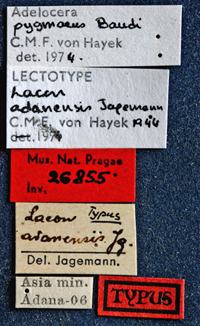 Adelocera
pygmaeus Baudi
C.M.F. von Hayek
det. 1974.
LECTOTYPE
Lacon
adanensis Jagemann
C.M.F. von Hayek
det. 197
Mus. Nat. Pragae
26855
Inv.
Lacon Typus
adanensis Jg.
Del. Jagemann.
Asia min.
Adana-06
TYPUS